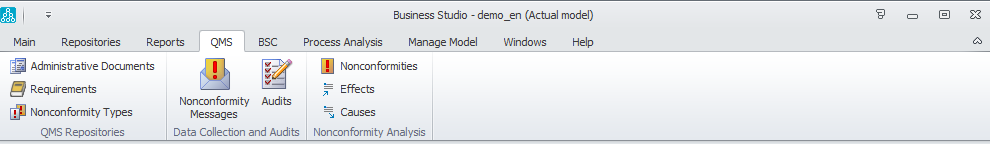 Business Studio - demo_en (Actual model)
Main Repositories Reports QMS BSC Process Analysis Manage Model Windows Help
Administrative Documents
Requirements
Nonconformity Types
QMS Repositories
Nonconformity
Messages
Audits
Data Collection and Audits
Nonconformities
Effects
Causes
Nonconformity Analysis